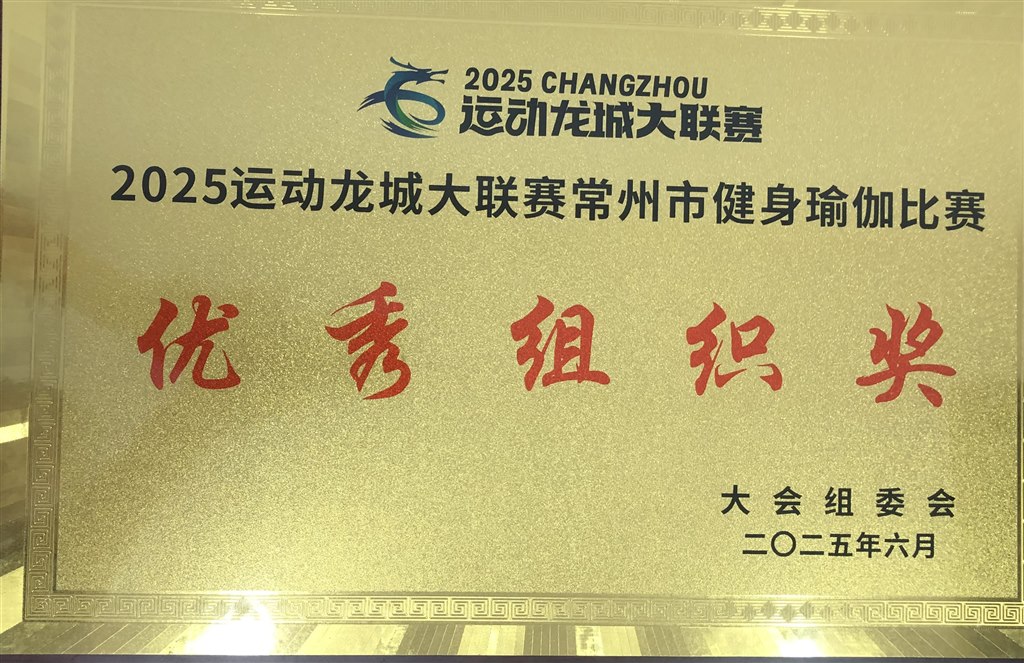 2025 CHANGZHOU
运动龙城大联赛
2025运动龙城大联赛常州市健身瑜伽比赛
优秀组织奖
大会组委会
二〇二五年六月